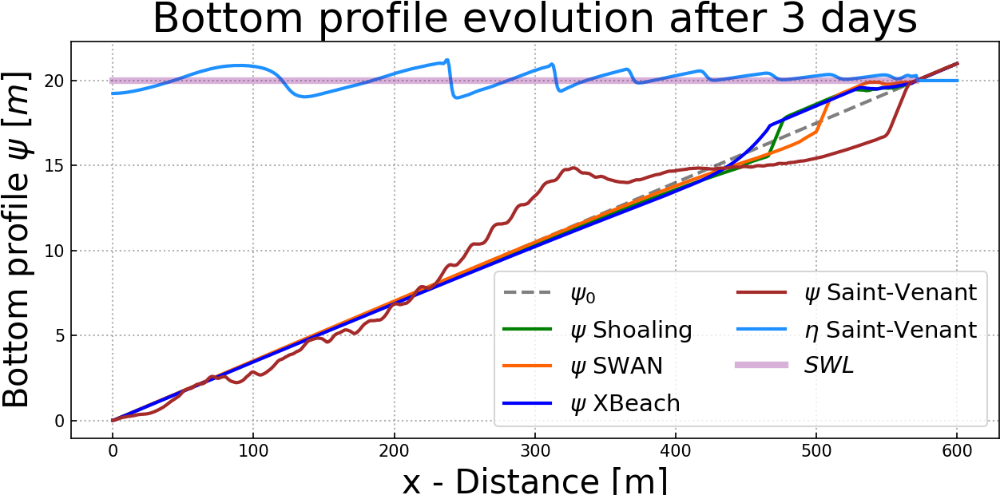 Bottom profile evolution after 3 days
Bottom profile ψ [m]
20
15
10
5
0
0 100 200 300 400 500 600
x - Distance [m]
ψ₀
ψ Shoaling
ψ SWAN
ψ XBeach
ψ Saint-Venant
η Saint-Venant
SWL